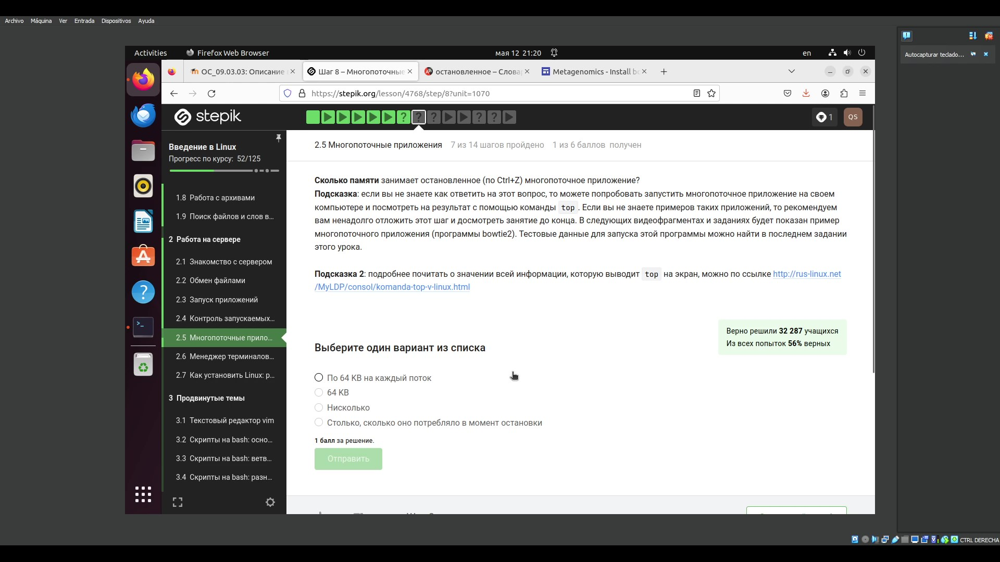 Archivo Máquina Ver Entrada Dispositivos Ayuda
Autocapturar teclado...
Activities Firefox Web Browser мая 12 21:20 en
ОС_09.03.03: Описание Шаг 8 – Многопоточные остановленное – Слова Metagenomics - Install bo
https://stepik.org/lesson/4768/step/8?unit=1070
stepik 1 QS
Введение в Linux
Прогресс по курсу: 52/125
1.8 Работа с архивами
1.9 Поиск файлов и слов в...
2 Работа на сервере
2.1 Знакомство с сервером
2.2 Обмен файлами
2.3 Запуск приложений
2.4 Контроль запускаемых...
2.5 Многопоточные прило...
2.6 Менеджер терминалов...
2.7 Как установить Linux: р...
3 Продвинутые темы
3.1 Текстовый редактор vim
3.2 Скрипты на bash: осно...
3.3 Скрипты на bash: ветв...
3.4 Скрипты на bash: разн...
2.5 Многопоточные приложения 7 из 14 шагов пройдено 1 из 6 баллов получен
Сколько памяти занимает остановленное (по Ctrl+Z) многопоточное приложение?
Подсказка: если вы не знаете как ответить на этот вопрос, то можете попробовать запустить многопоточное приложение на своем
компьютере и посмотреть на результат с помощью команды top. Если вы не знаете примеров таких приложений, то рекомендуем
вам ненадолго отложить этот шаг и досмотреть занятие до конца. В следующих видеофрагментах и заданиях будет показан пример
многопоточного приложения (программы bowtie2). Тестовые данные для запуска этой программы можно найти в последнем задании
этого урока.
Подсказка 2: подробнее почитать о значении всей информации, которую выводит top на экран, можно по ссылке http://rus-linux.net
/MyLDP/consol/komanda-top-v-linux.html
Верно решили 32 287 учащихся
Из всех попыток 56% верных
Выберите один вариант из списка
По 64 KB на каждый поток
64 KB
Нисколько
Столько, сколько оно потребляло в момент остановки
1 балл за решение.
Отправить
CTRL DERECHA